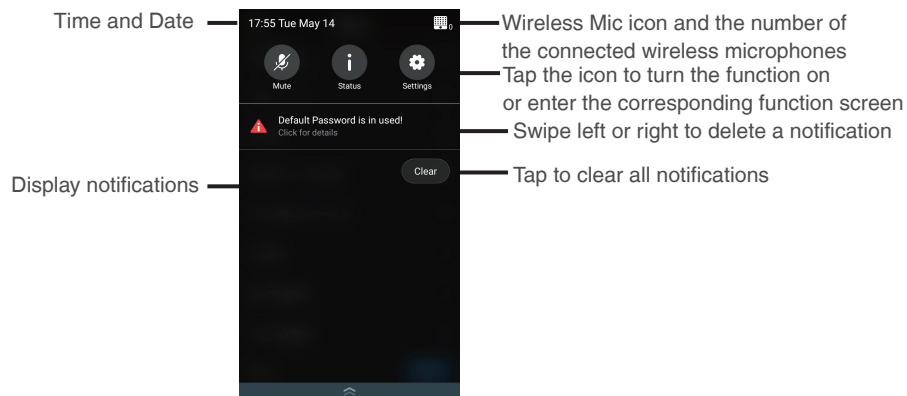 Time and Date
17:55 Tue May 14
0
Wireless Mic icon and the number of
the connected wireless microphones
Mute
Status
Settings
Tap the icon to turn the function on
or enter the corresponding function screen
Default Password is in used!
Click for details
Swipe left or right to delete a notification
Display notifications
Clear
Tap to clear all notifications